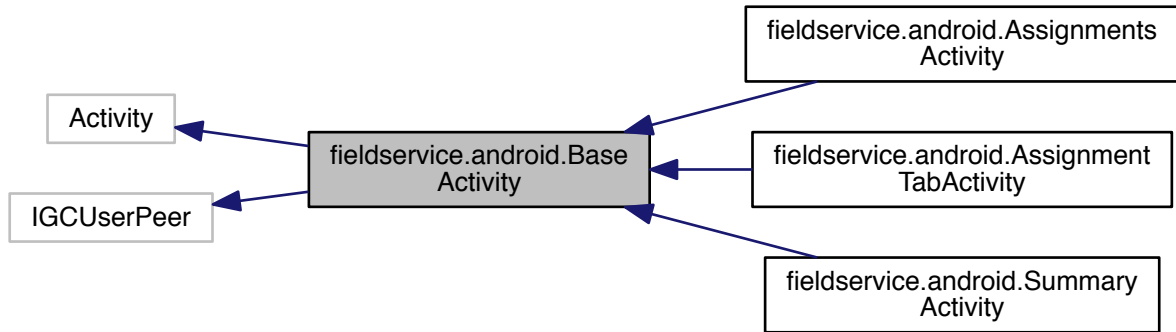 Activity
IGCUserPeer
fieldservice.android.Base
Activity
fieldservice.android.Assignments
Activity
fieldservice.android.Assignment
TabActivity
fieldservice.android.Summary
Activity